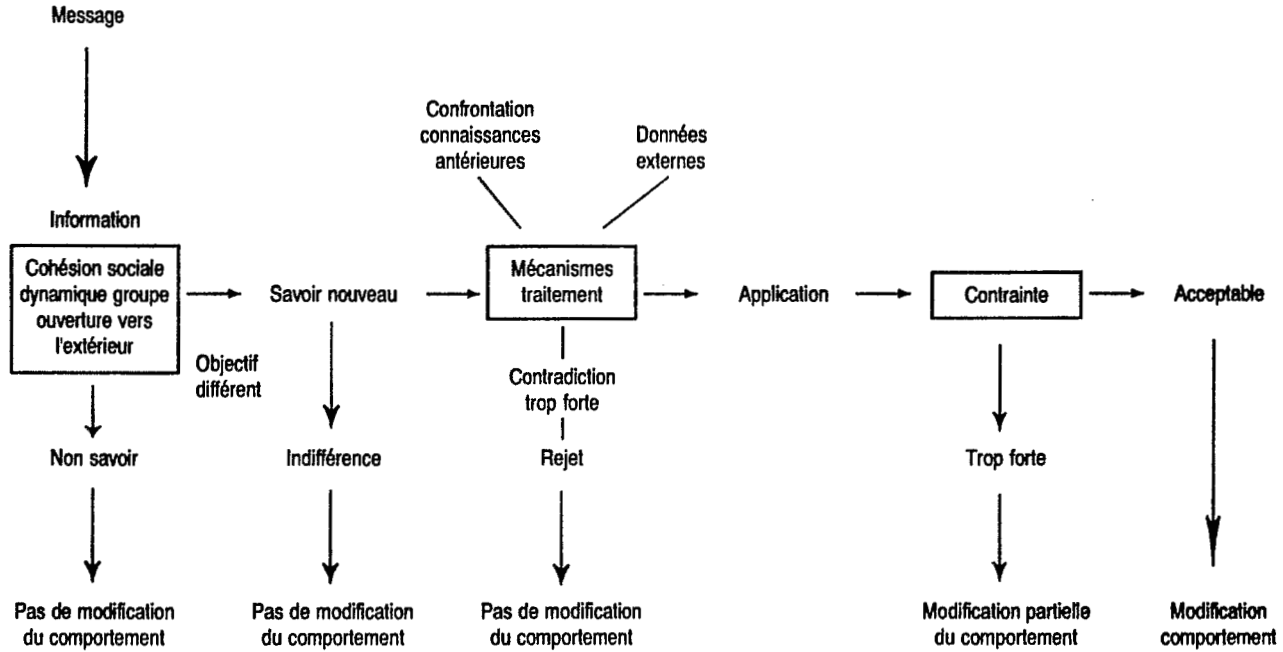 Message
Confrontation
connaissances
antérieures
Données
externes
Information
Cohésion sociale
dynamique groupe
ouverture vers
l'extérieur
Savoir nouveau
Mécanismes
traitement
Application
Contrainte
Acceptable
Objectif
différent
Contradiction
trop forte
Non savoir
Indifférence
Rejet
Trop forte
Pas de modification
du comportement
Pas de modification
du comportement
Pas de modification
du comportement
Modification partielle
du comportement
Modification
comportement